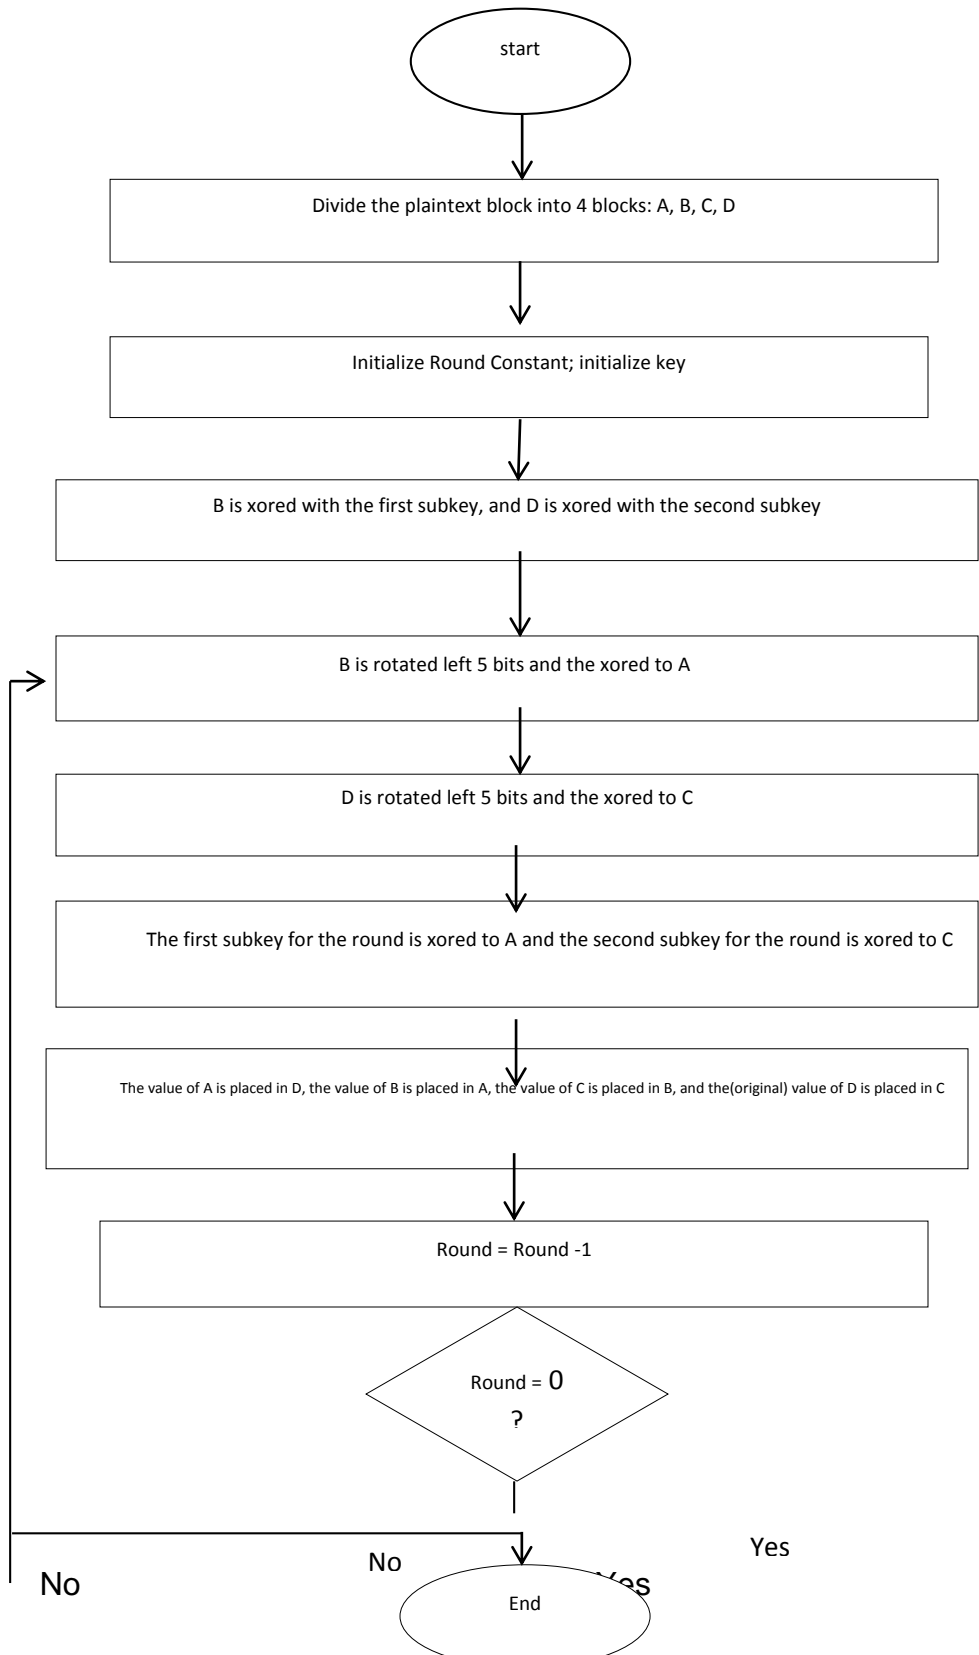 start
Divide the plaintext block into 4 blocks: A, B, C, D
Initialize Round Constant; initialize key
B is xored with the first subkey, and D is xored with the second subkey
B is rotated left 5 bits and the xored to A
D is rotated left 5 bits and the xored to C
The first subkey for the round is xored to A and the second subkey for the round is xored to C
The value of A is placed in D, the value of B is placed in A, the value of C is placed in B, and the(original) value of D is placed in C
Round = Round -1
Round = 0
?
Yes
No
No
Yes
End